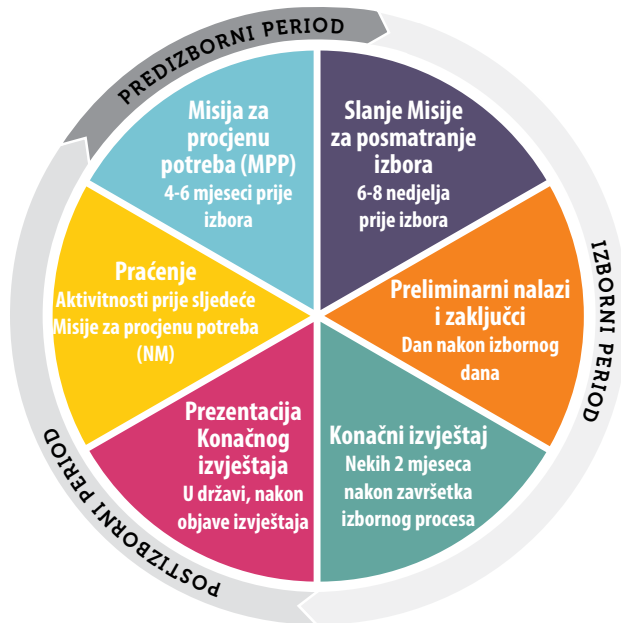 PREDIZBORNI PERIOD
Misija za
procjenu
potreba (MPP)
4-6 mjeseci prije
izbora
Slanje Misije
za posmatranje
izbora
6-8 nedjelja
prije izbora
IZBORNI PERIOD
Preliminarni nalazi
i zaključci
Dan nakon izbornog
dana
Konačni izvještaj
Nekih 2 mjeseca
nakon završetka
izbornog procesa
Prezentacija
Konačnog
izvještaja
U državi, nakon
objave izvještaja
POSTIZBORNI PERIOD
Praćenje
Aktivitnosti prije sljedeće
Misije za procjenu potreba
(NM)